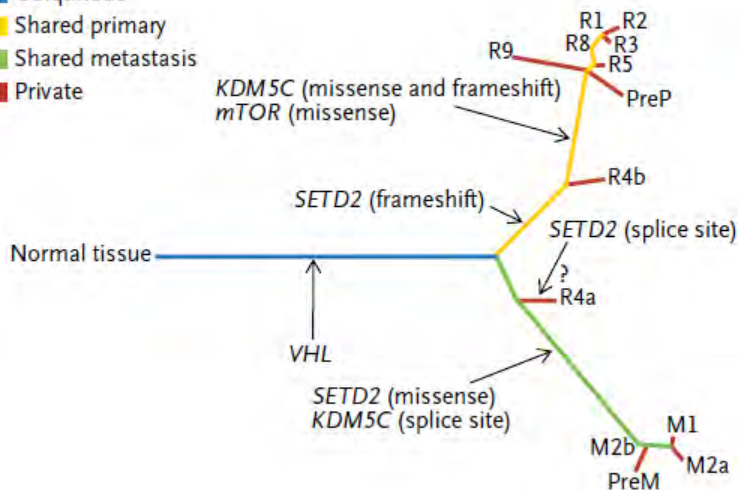 Shared primary
Shared metastasis
Private
R1
R2
R8
R3
R9
R5
KDM5C (missense and frameshift)
mTOR (missense)
PreP
R4b
SETD2 (frameshift)
SETD2 (splice site)
Normal tissue
?
R4a
VHL
SETD2 (missense)
KDM5C (splice site)
M1
M2b
M2a
PreM